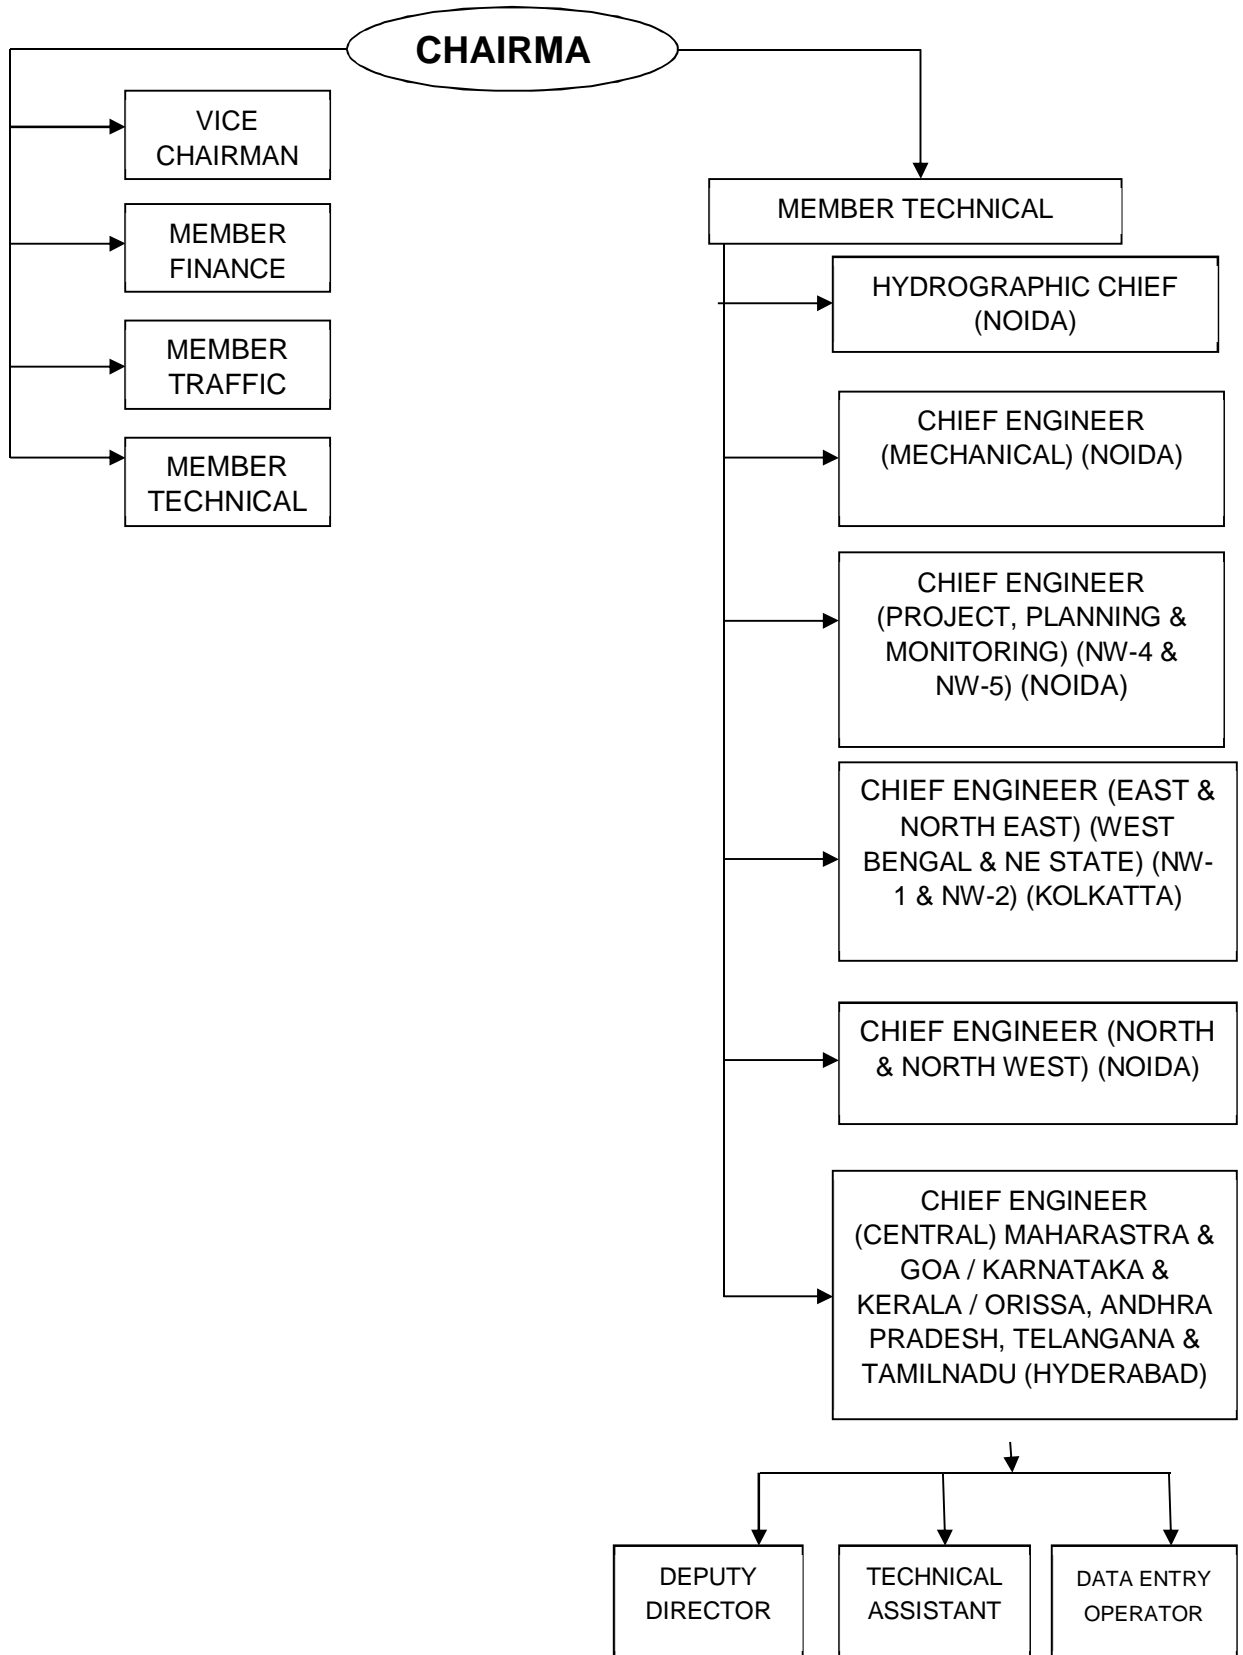 CHAIRMA
VICE
CHAIRMAN
MEMBER
FINANCE
MEMBER
TRAFFIC
MEMBER
TECHNICAL
MEMBER TECHNICAL
HYDROGRAPHIC CHIEF
(NOIDA)
CHIEF ENGINEER
(MECHANICAL) (NOIDA)
CHIEF ENGINEER
(PROJECT, PLANNING &
MONITORING) (NW-4 &
NW-5) (NOIDA)
CHIEF ENGINEER (EAST &
NORTH EAST) (WEST
BENGAL & NE STATE) (NW-
1 & NW-2) (KOLKATTA)
CHIEF ENGINEER (NORTH
& NORTH WEST) (NOIDA)
CHIEF ENGINEER
(CENTRAL) MAHARASTRA &
GOA / KARNATAKA &
KERALA / ORISSA, ANDHRA
PRADESH, TELANGANA &
TAMILNADU (HYDERABAD)
DEPUTY
DIRECTOR
TECHNICAL
ASSISTANT
DATA ENTRY
OPERATOR